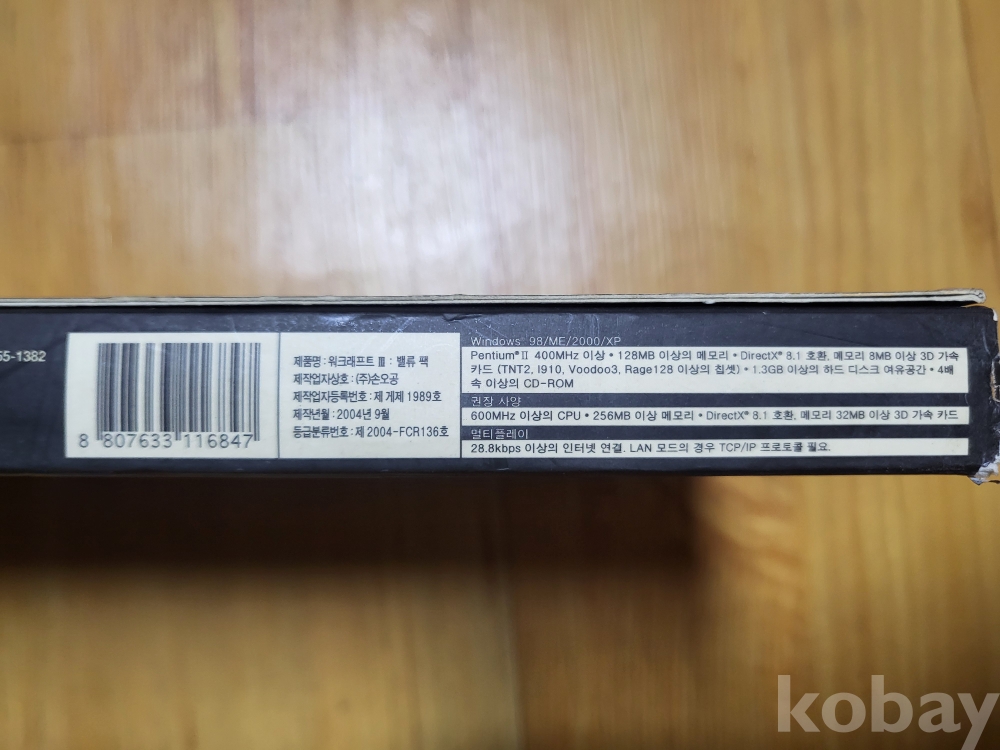 55-1382
8 807633 116847
제품명 : 워크래프트 Ⅲ : 밸류 팩
제작업자상호 : (주)손오공
제작업자등록번호 : 제 게제 1989호
제작년월 : 2004년 9월
등급분류번호 : 제 2004-FCR136호
Windows 98/ME/2000/XP
Pentium® II 400MHz 이상 • 128MB 이상의 메모리 • DirectX® 8.1 호환, 메모리 8MB 이상 3D 가속
카드 (TNT2, I910, Voodoo3, Rage128 이상의 칩셋) • 1.3GB 이상의 하드 디스크 여유공간 • 4배
속 이상의 CD-ROM
권장 사양
600MHz 이상의 CPU • 256MB 이상 메모리 • DirectX® 8.1 호환, 메모리 32MB 이상 3D 가속 카드
멀티플레이
28.8kbps 이상의 인터넷 연결. LAN 모드의 경우 TCP/IP 프로토콜 필요.
kobay